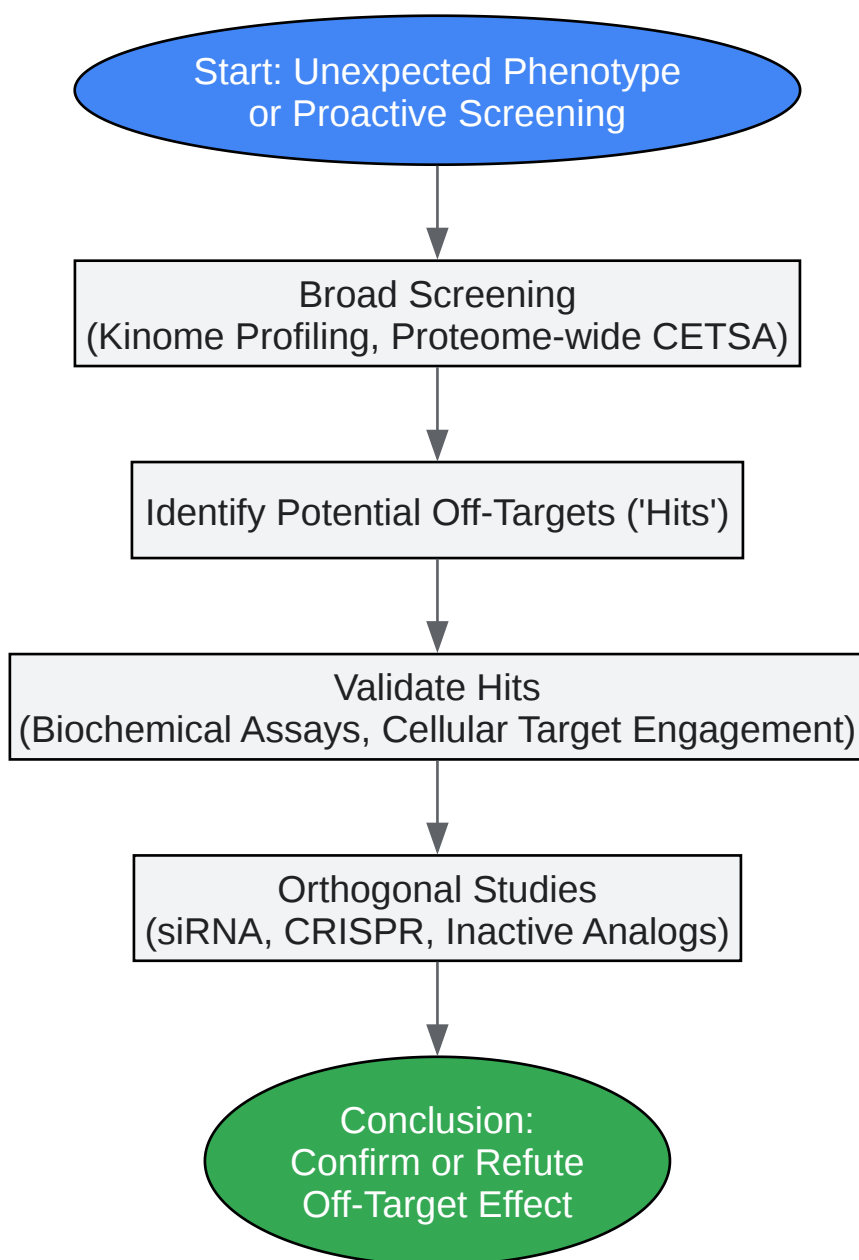 Start: Unexpected Phenotype
or Proactive Screening
Broad Screening
(Kinome Profiling, Proteome-wide CETSA)
Identify Potential Off-Targets ('Hits')
Validate Hits
(Biochemical Assays, Cellular Target Engagement)
Orthogonal Studies
(siRNA, CRISPR, Inactive Analogs)
Conclusion:
Confirm or Refute
Off-Target Effect